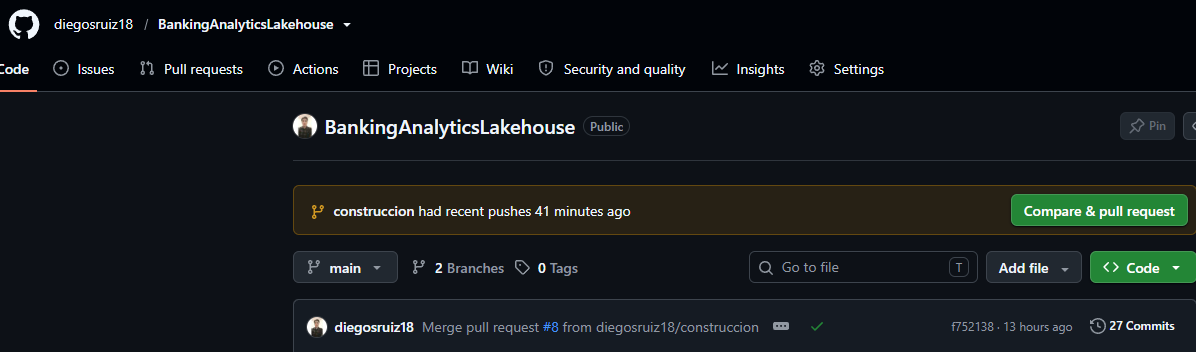 diegosruiz18 / BankingAnalyticsLakehouse
Code Issues Pull requests Actions Projects Wiki Security and quality Insights Settings
BankingAnalyticsLakehouse Public Pin
construccion had recent pushes 41 minutes ago Compare & pull request
main 2 Branches 0 Tags Go to file T Add file Code
diegosruiz18 Merge pull request #8 from diegosruiz18/construccion f752138 · 13 hours ago 27 Commits